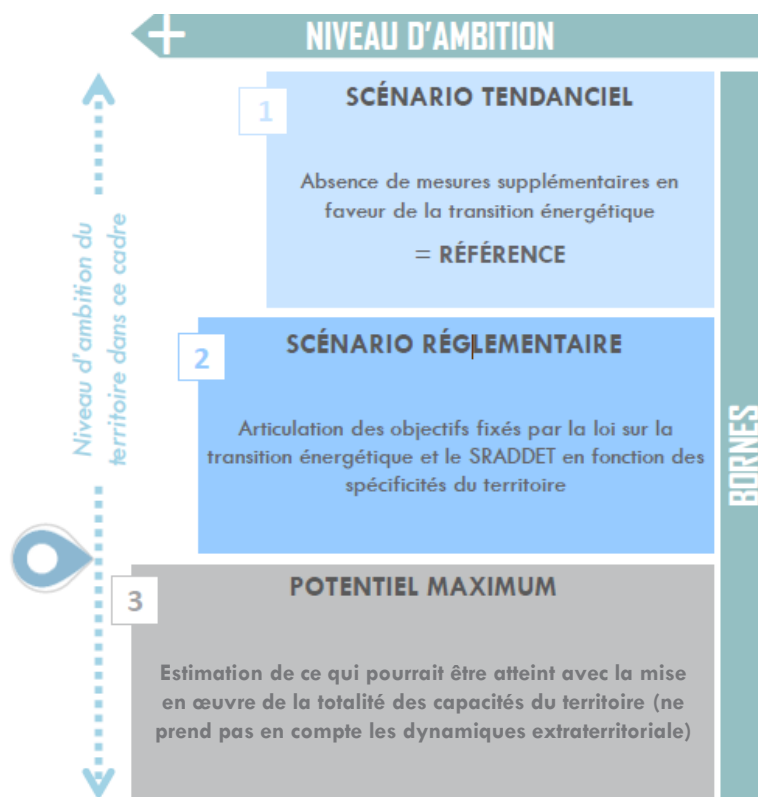 + NIVEAU D'AMBITION
1
SCÉNARIO TENDANCIEL
Absence de mesures supplémentaires en
faveur de la transition énergétique
= RÉFÉRENCE
Niveau d'ambition du
territoire dans ce cadre
2
SCÉNARIO RÉGLEMENTAIRE
Articulation des objectifs fixés par la loi sur la
transition énergétique et le SRADDET en fonction des
spécificités du territoire
BORNES
3
POTENTIEL MAXIMUM
Estimation de ce qui pourrait être atteint avec la mise
en œuvre de la totalité des capacités du territoire (ne
prend pas en compte les dynamiques extraterritoriale)